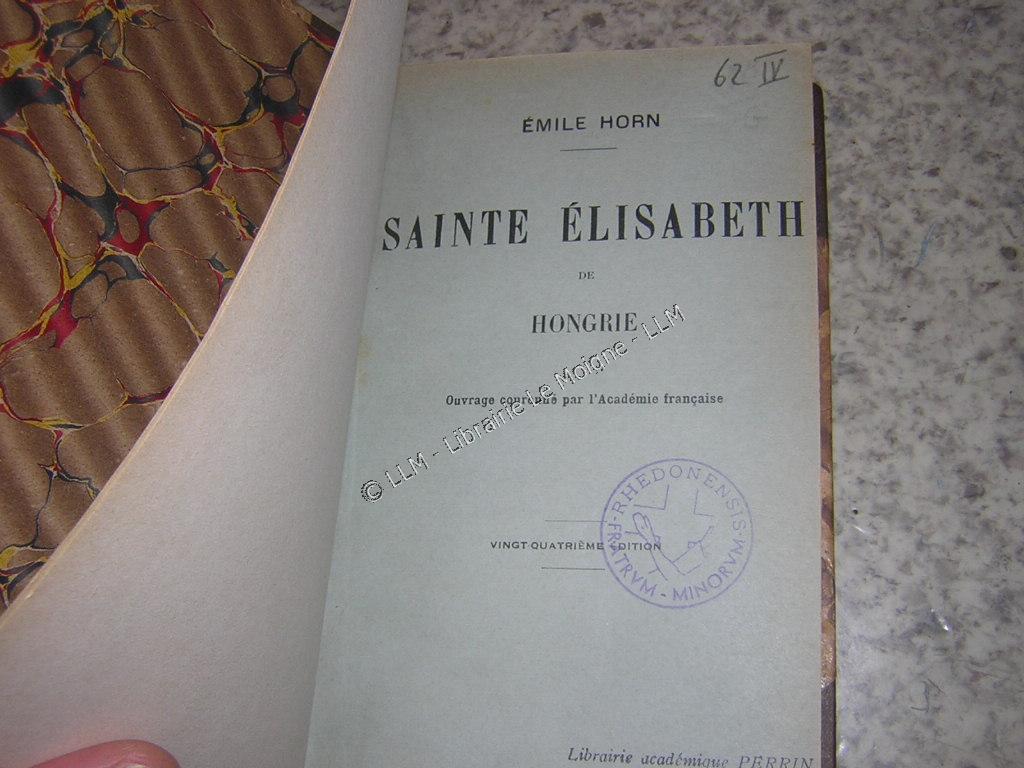 62 IV
ÉMILE HORN
SAINTE ÉLISABETH
DE
HONGRIE
Ouvrage couronné par l'Académie française
© LLM - Librairie Le Moigne - LLM
VINGT-QUATRIÈME ÉDITION
RHEDONENSIS
FRATRVM - MINORVM
Librairie académique PERRIN